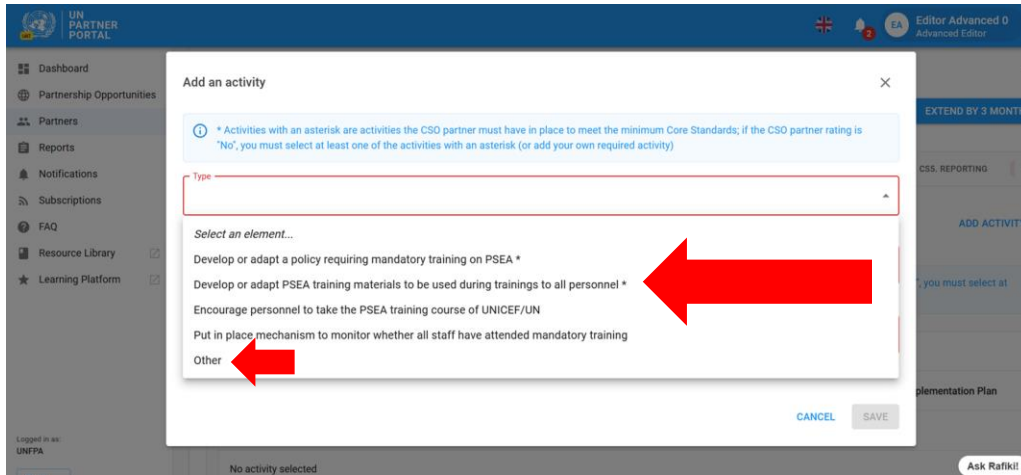 UN
PARTNER
PORTAL
2
EA
Editor Advanced 0
Advanced Editor
Dashboard
Partnership Opportunities
Partners
Reports
Notifications
Subscriptions
FAQ
Resource Library
Learning Platform
Logged in as:
UNFPA
Add an activity
* Activities with an asterisk are activities the CSO partner must have in place to meet the minimum Core Standards; if the CSO partner rating is
"No", you must select at least one of the activities with an asterisk (or add your own required activity)
Type
Select an element...
Develop or adapt a policy requiring mandatory training on PSEA *
Develop or adapt PSEA training materials to be used during trainings to all personnel *
Encourage personnel to take the PSEA training course of UNICEF/UN
Put in place mechanism to monitor whether all staff have attended mandatory training
Other
CANCEL
SAVE
EXTEND BY 3 MONT
CS5. REPORTING
ADD ACTIVIT
", you must select at
plementation Plan
No activity selected
Ask Rafiki!